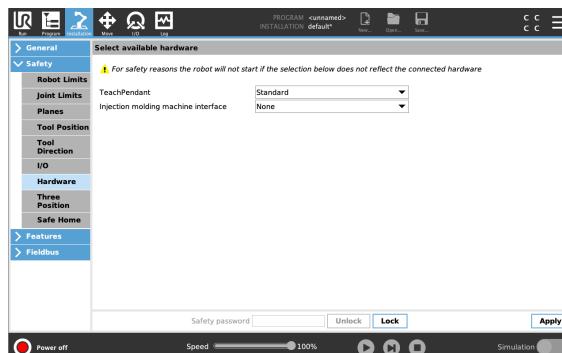 UR
Run
Program
Installation
Move
I/O
Log
PROGRAM <unnamed>
INSTALLATION default*
New...
Open...
Save...
C C
C C
General
Select available hardware
Safety
For safety reasons the robot will not start if the selection below does not reflect the connected hardware
Robot Limits
TeachPendant
Standard
Joint Limits
Injection molding machine interface
None
Planes
Tool Position
Tool
Direction
I/O
Hardware
Three
Position
Safe Home
Features
Fieldbus
Safety password
Unlock
Lock
Apply
Power off
Speed
100%
Simulation